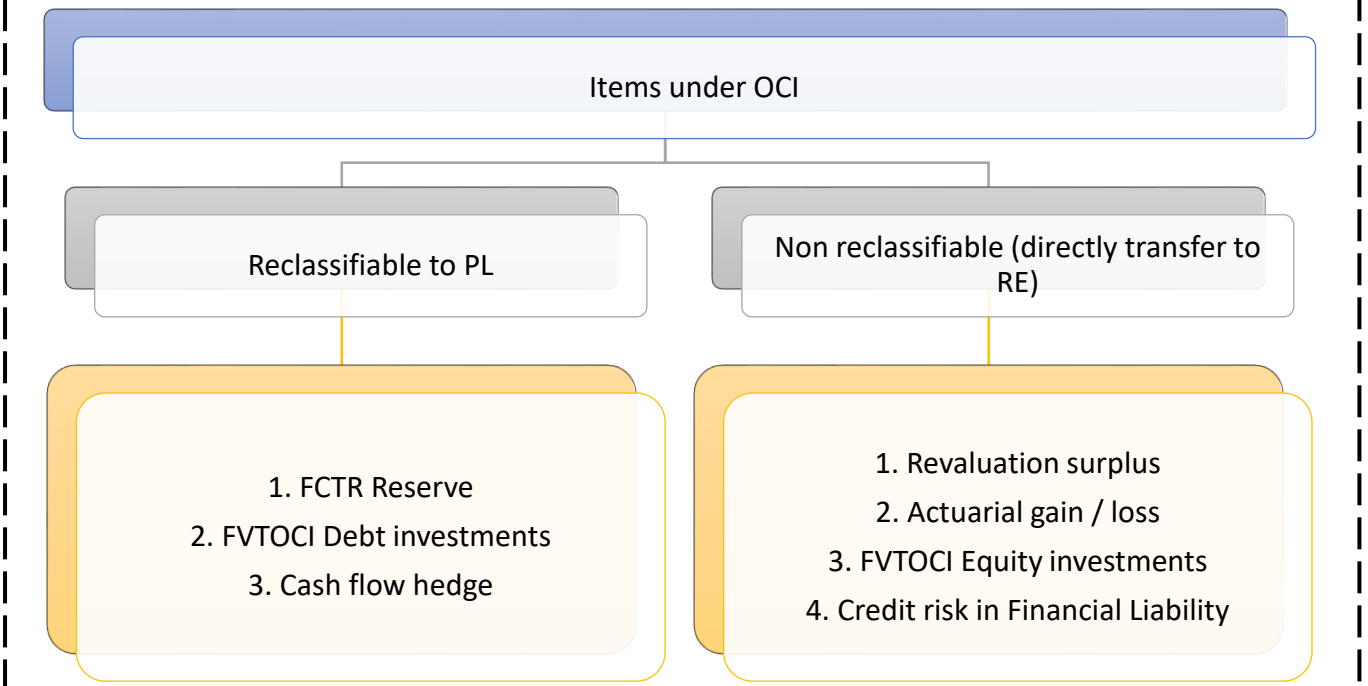 Items under OCI
Reclassifiable to PL
Non reclassifiable (directly transfer to
RE)
1. FCTR Reserve
2. FVTOCI Debt investments
3. Cash flow hedge
1. Revaluation surplus
2. Actuarial gain / loss
3. FVTOCI Equity investments
4. Credit risk in Financial Liability